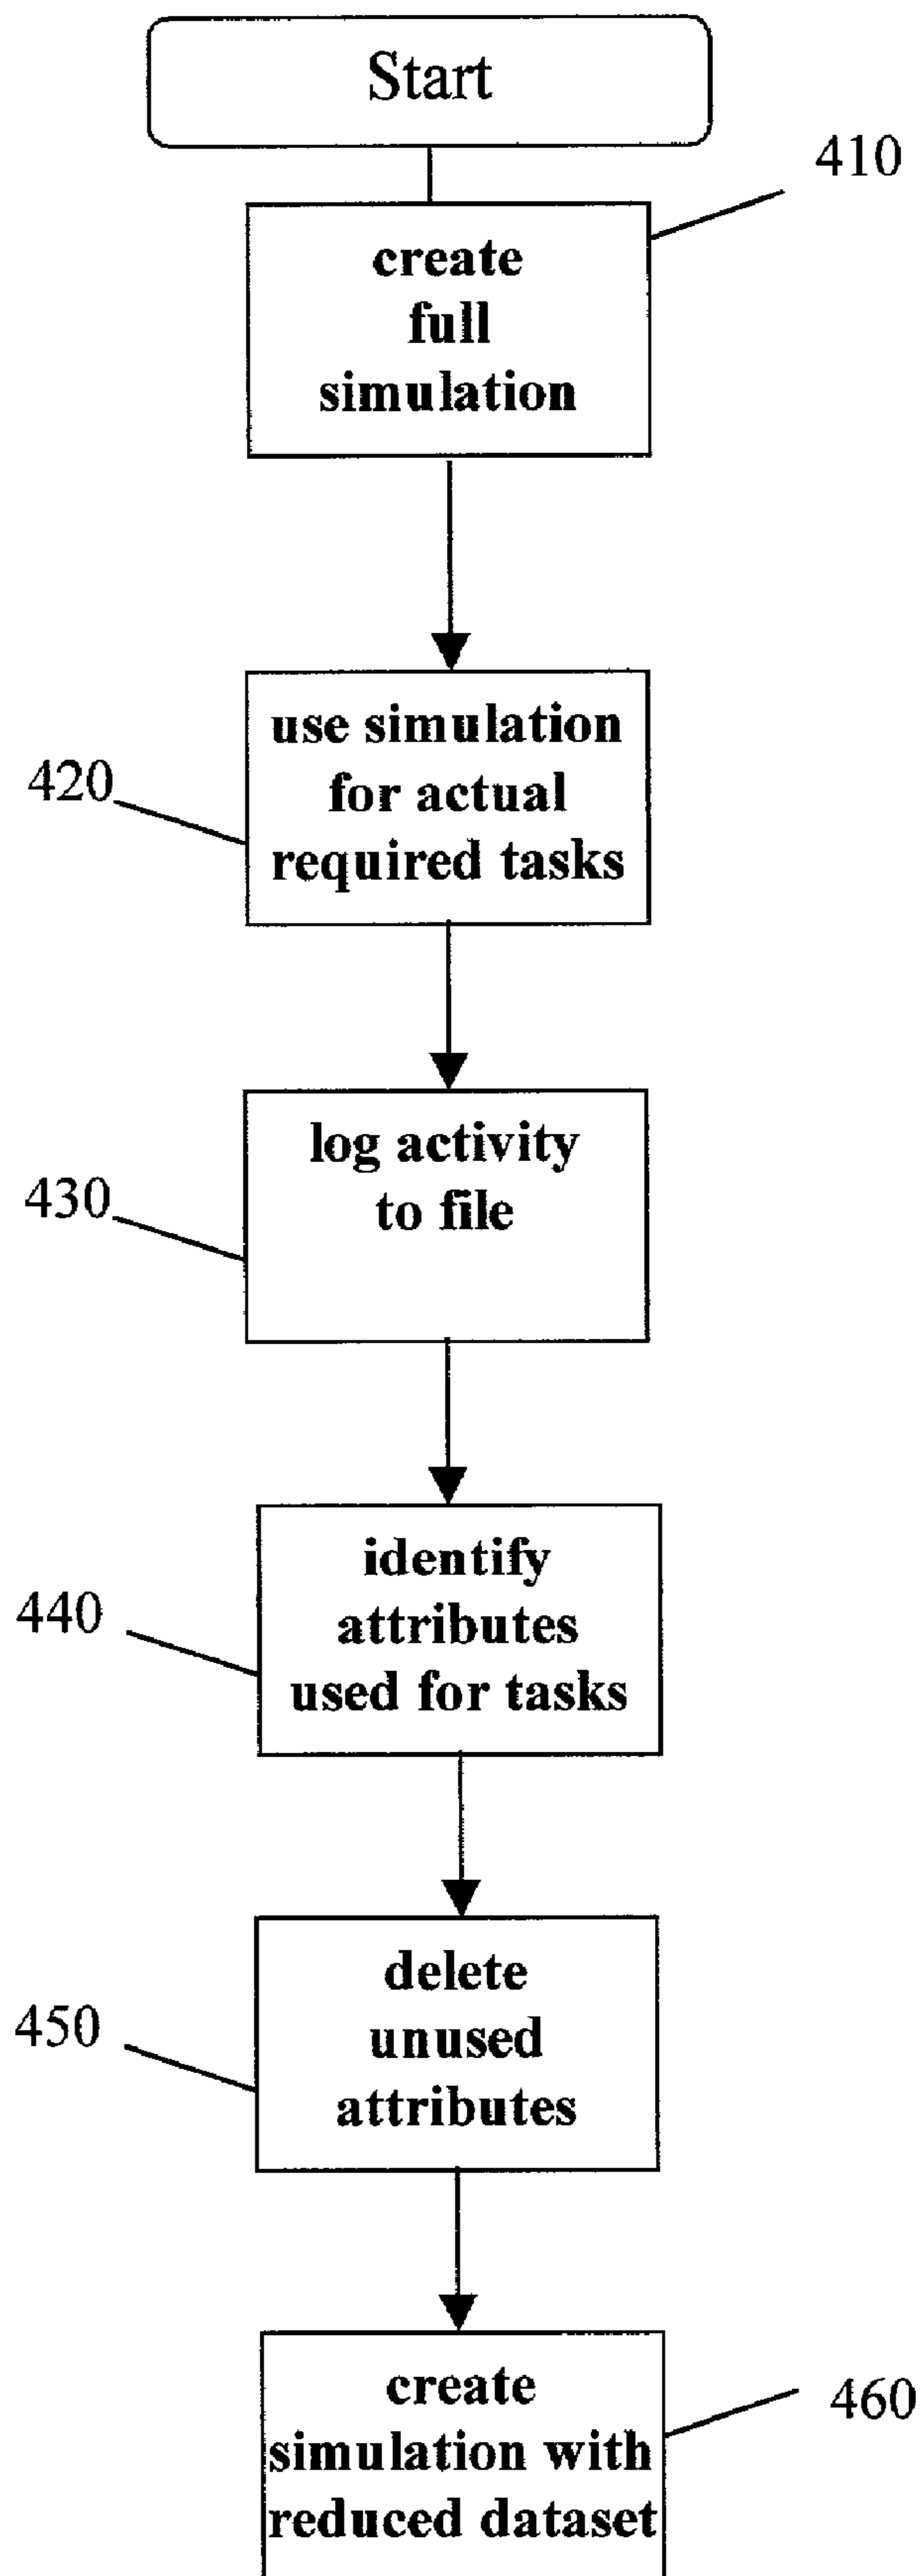 Start
410
create
full
simulation
use simulation
for actual
required tasks
420
log activity
to file
430
identify
attributes
used for tasks
440
delete
unused
attributes
450
create
simulation with
reduced dataset
460